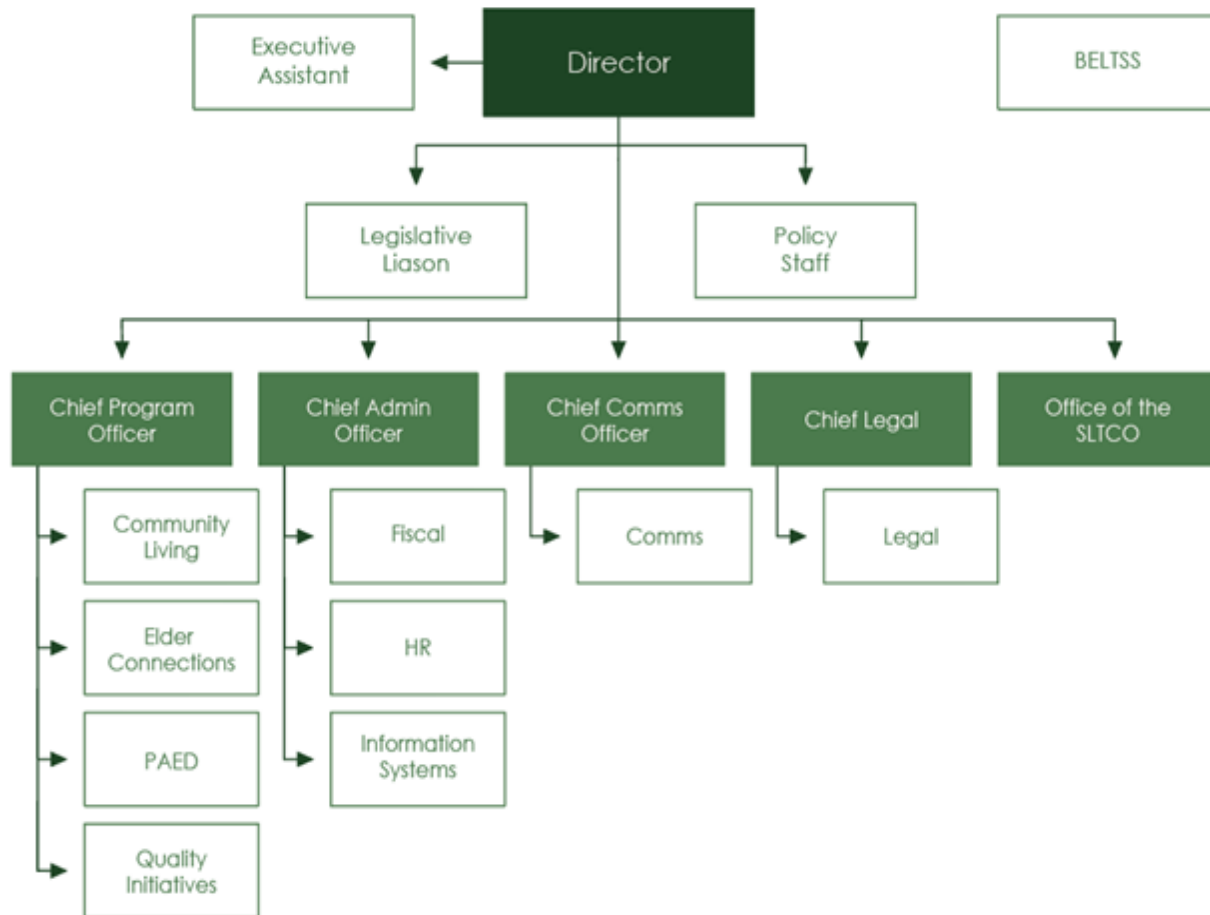 Executive
Assistant
Director
BELTSS
Legislative
Liason
Policy
Staff
Chief Program
Officer
Chief Admin
Officer
Chief Comms
Officer
Chief Legal
Office of the
SLTCO
Community
Living
Fiscal
Comms
Legal
Elder
Connections
HR
PAED
Information
Systems
Quality
Initiatives